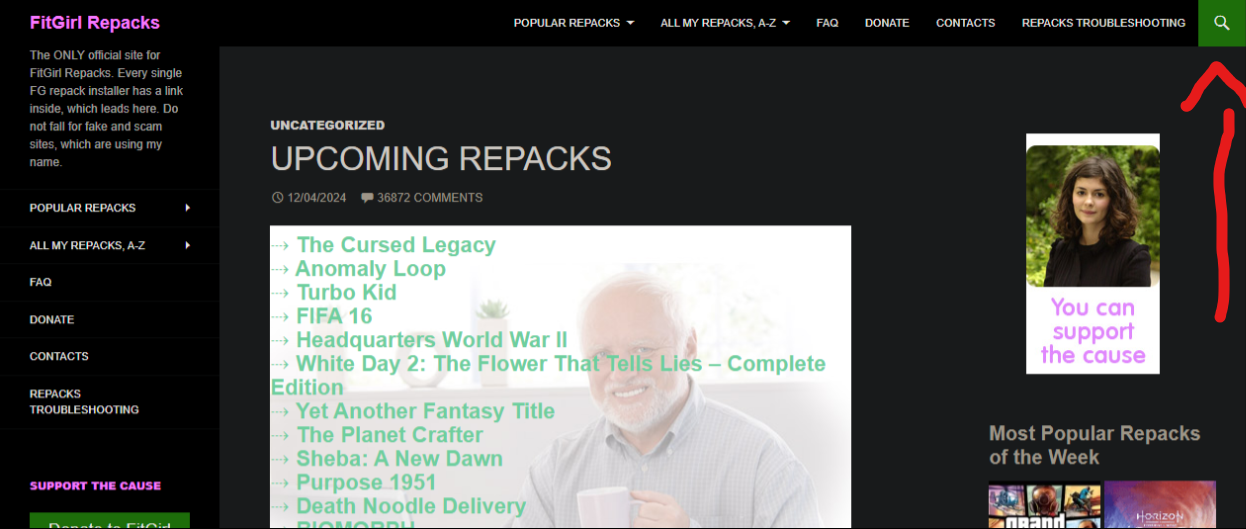 FitGirl Repacks
The ONLY official site for
FitGirl Repacks. Every single
FG repack installer has a link
inside, which leads here. Do
not fall for fake and scam
sites, which are using my
name.
POPULAR REPACKS
ALL MY REPACKS, A-Z
FAQ
DONATE
CONTACTS
REPACKS
TROUBLESHOOTING
SUPPORT THE CAUSE
Donate to FitGirl
POPULAR REPACKS ALL MY REPACKS, A-Z FAQ DONATE CONTACTS REPACKS TROUBLESHOOTING
UNCATEGORIZED
UPCOMING REPACKS
12/04/2024 36872 COMMENTS
⇢ The Cursed Legacy
⇢ Anomaly Loop
⇢ Turbo Kid
⇢ FIFA 16
⇢ Headquarters World War II
⇢ White Day 2: The Flower That Tells Lies – Complete
Edition
⇢ Yet Another Fantasy Title
⇢ The Planet Crafter
⇢ Sheba: A New Dawn
⇢ Purpose 1951
⇢ Death Noodle Delivery
⇢ BIOMORPH
You can
support
the cause
Most Popular Repacks
of the Week
GRAND
HORIZON